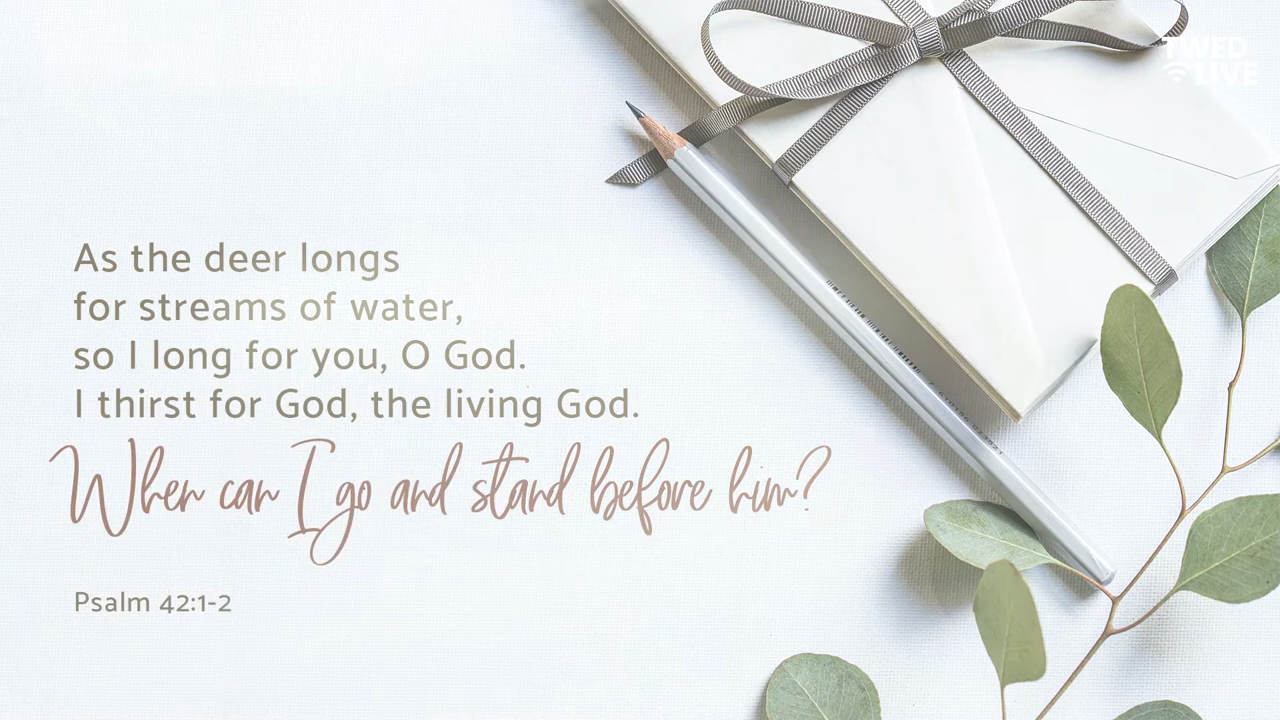 As the deer longs
for streams of water,
so I long for you, O God.
I thirst for God, the living God.
When can I go and stand before him?
Psalm 42:1-2
TWED
LIVE